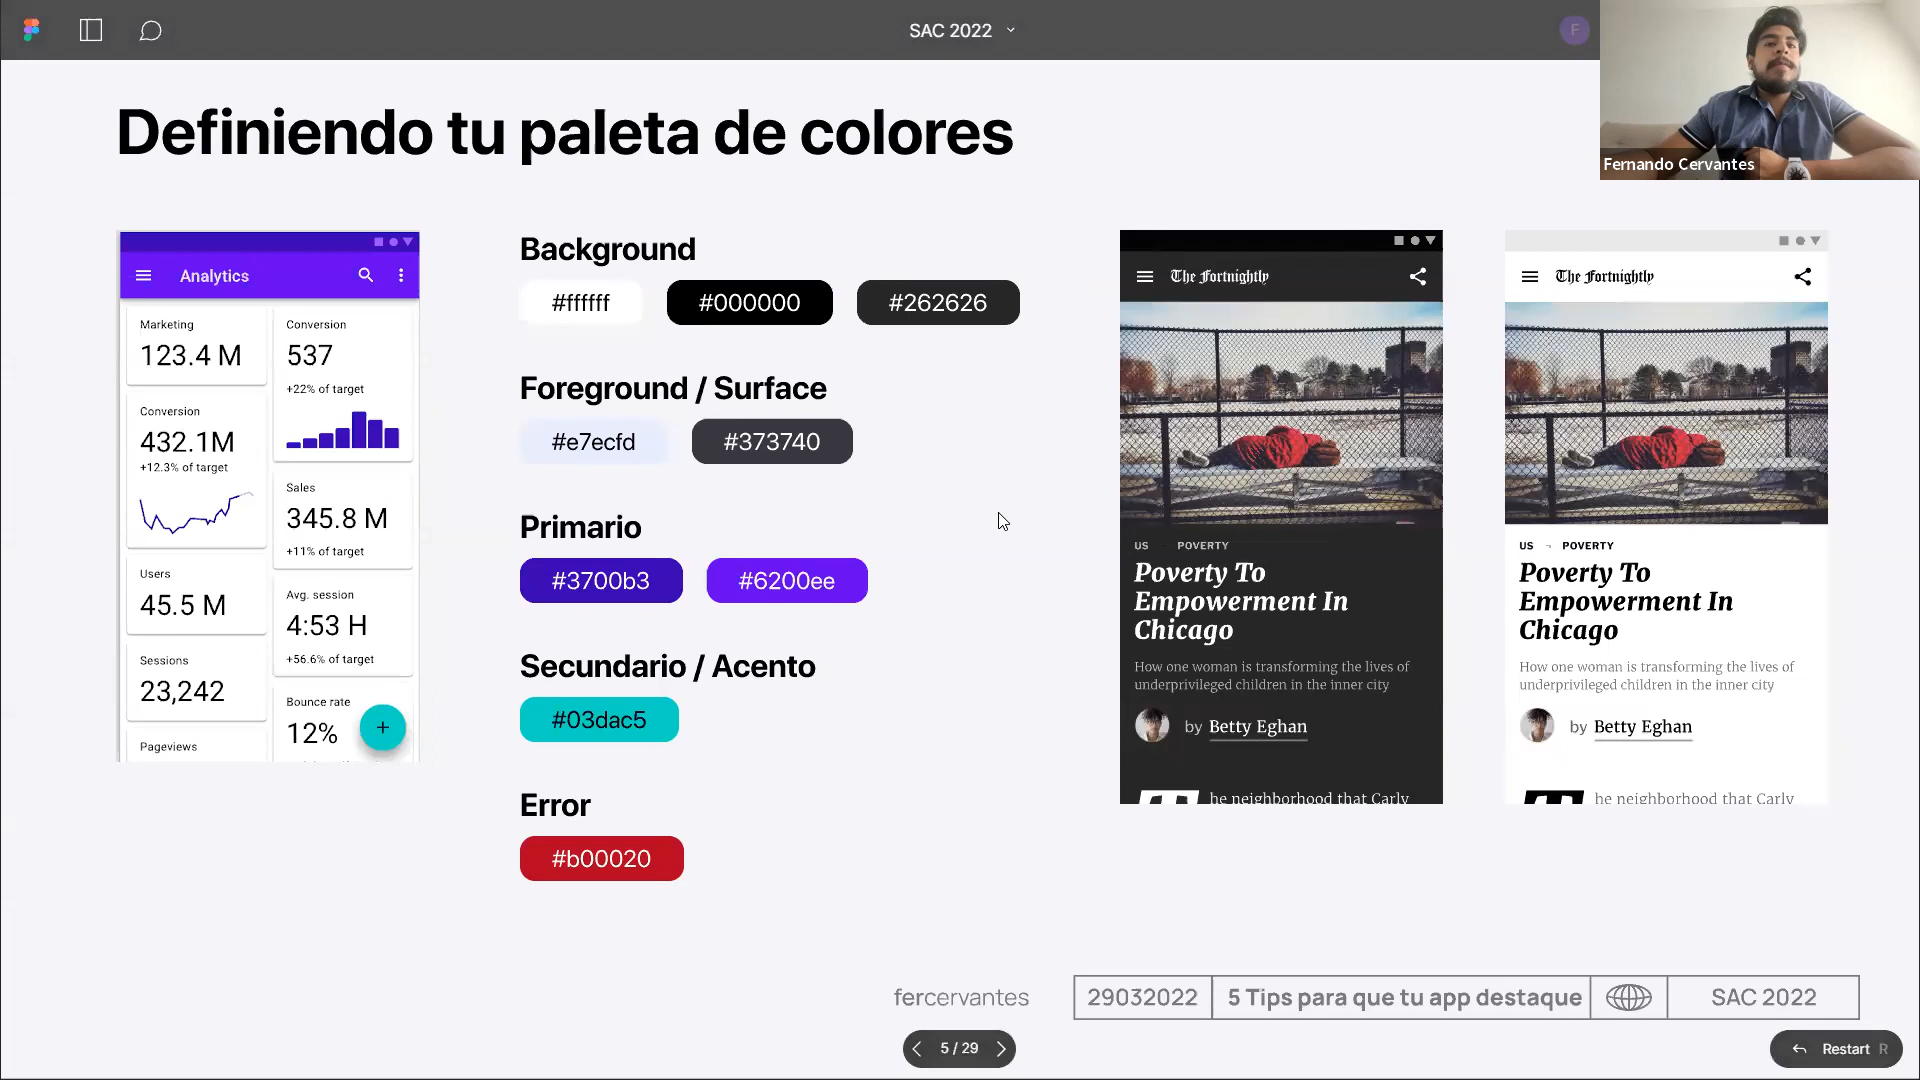 SAC 2022
F
Fernando Cervantes
Definiendo tu paleta de colores
Analytics
Marketing
123.4 M
Conversion
432.1M
+12.3% of target
Users
45.5 M
Sessions
23,242
Pageviews
Conversion
537
+22% of target
Sales
345.8 M
+11% of target
Avg. session
4:53 H
+56.6% of target
Bounce rate
12%
+
Background
#ffffff #000000 #262626
Foreground / Surface
#e7ecfd #373740
Primario
#3700b3 #6200ee
Secundario / Acento
#03dac5
Error
#b00020
The Fortnightly
US POVERTY
Poverty To
Empowerment In
Chicago
How one woman is transforming the lives of
underprivileged children in the inner city
by Betty Eghan
he neighborhood that Carly
The Fortnightly
US - POVERTY
Poverty To
Empowerment In
Chicago
How one woman is transforming the lives of
underprivileged children in the inner city
by Betty Eghan
he neighborhood that Carly
fercervantes
29032022
5 Tips para que tu app destaque
SAC 2022
5 / 29
Restart R